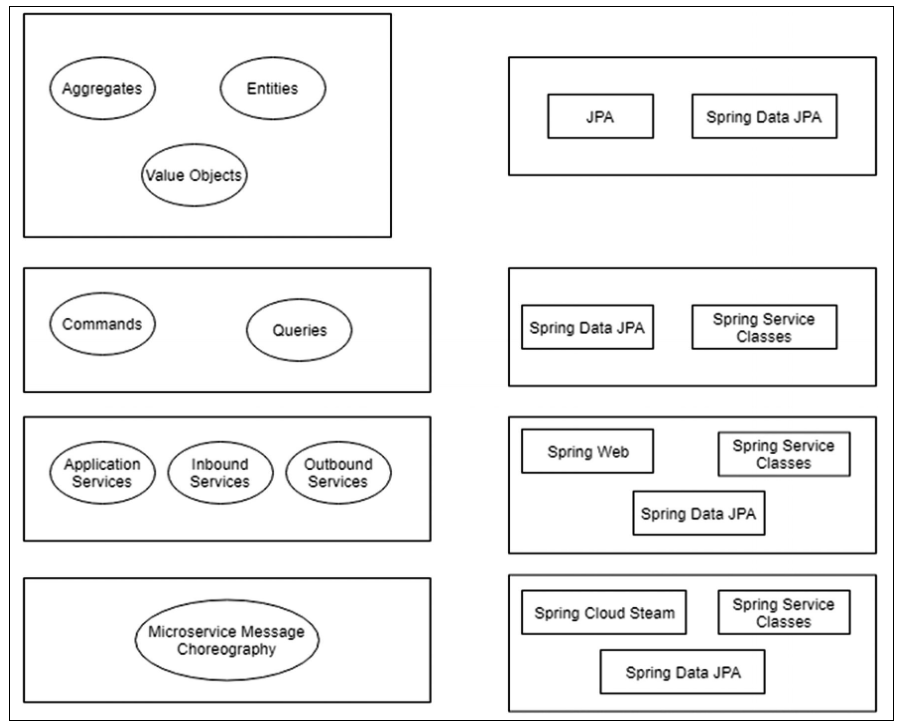 Aggregates
Entities
Value Objects
JPA
Spring Data JPA
Commands
Queries
Spring Data JPA
Spring Service
Classes
Application
Services
Inbound
Services
Outbound
Services
Spring Web
Spring Service
Classes
Spring Data JPA
Microservice Message
Choreography
Spring Cloud Steam
Spring Service
Classes
Spring Data JPA